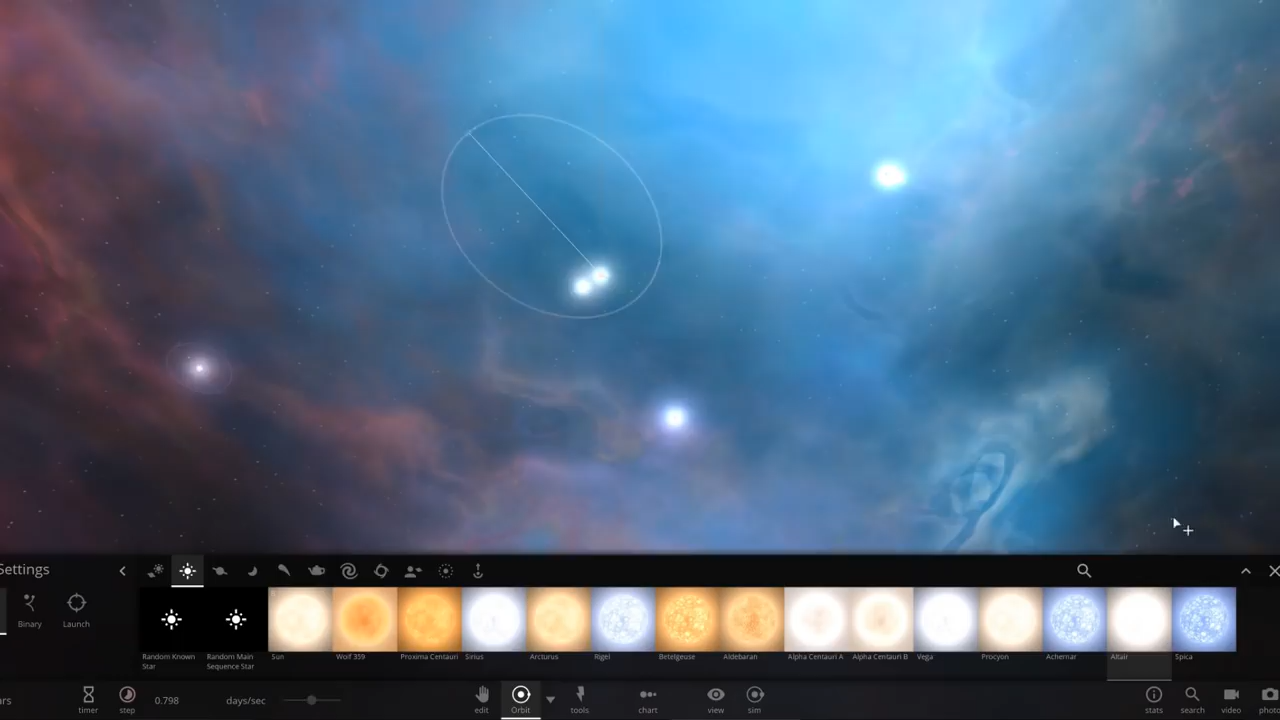 Settings
Binary
Launch
Random Known
Star
Random Main
Sequence Star
Sun
Wolf 359
Proxima Centauri
Sirius
Arcturus
Rigel
Betelgeuse
Aldebaran
Alpha Centauri A
Alpha Centauri B
Vega
Procyon
Achernar
Altair
Spica
ars
timer
step
0.798
days/sec
edit
Orbit
tools
chart
view
sim
stats
search
video
photo